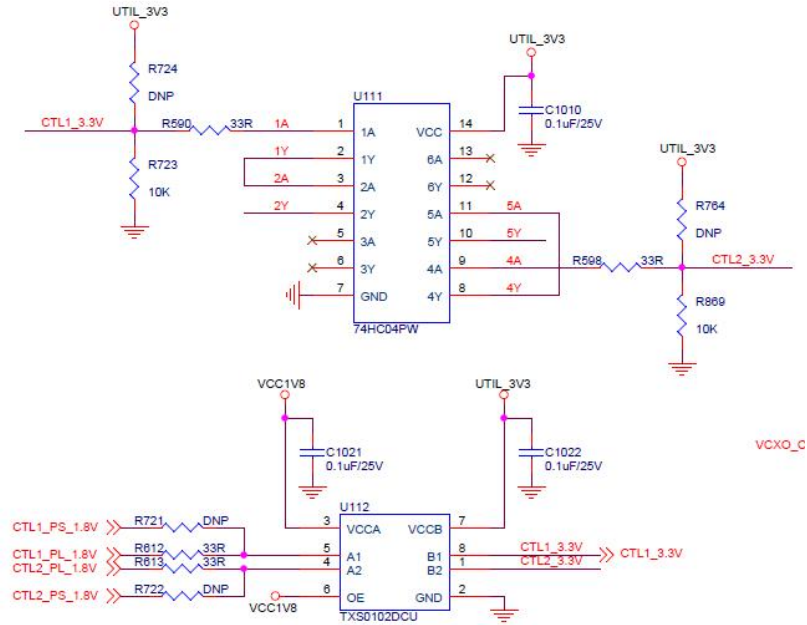 UTIL_3V3
R724
DNP
CTL1_3.3V
R590
33R
1A
R723
10K
1Y
2A
2Y
U111
1
1A
2
1Y
3
2A
4
2Y
5
3A
6
3Y
7
GND
VCC
14
6A
13
6Y
12
5A
11
5Y
10
4A
9
4Y
8
74HC04PW
UTIL_3V3
C1010
0.1uF/25V
5A
5Y
4A
4Y
R598
33R
UTIL_3V3
R764
DNP
CTL2_3.3V
R869
10K
VCC1V8
C1021
0.1uF/25V
UTIL_3V3
C1022
0.1uF/25V
VCXO_C
U112
3
VCCA
VCCB
7
CTL1_PS_1.8V
R721
DNP
CTL1_PL_1.8V
R612
33R
5
A1
B1
8
CTL1_3.3V
CTL1_3.3V
CTL2_PL_1.8V
R613
33R
4
A2
B2
1
CTL2_3.3V
CTL2_PS_1.8V
R722
DNP
VCC1V8
6
OE
GND
2
TXS0102DCU